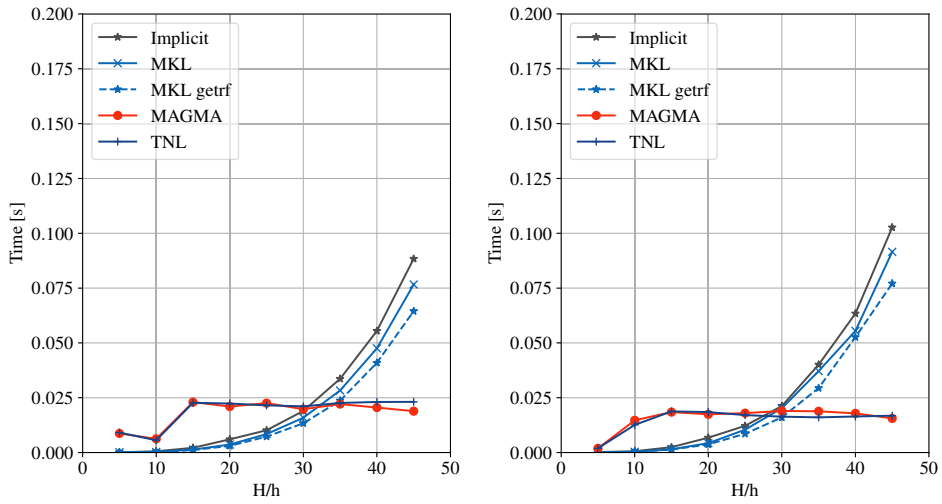 0.200
0.175
0.150
0.125
0.100
0.075
0.050
0.025
0.000
Time [s]
Implicit
MKL
MKL getrf
MAGMA
TNL
0 10 20 30 40 50
H/h
0.200
0.175
0.150
0.125
0.100
0.075
0.050
0.025
0.000
Time [s]
Implicit
MKL
MKL getrf
MAGMA
TNL
0 10 20 30 40 50
H/h